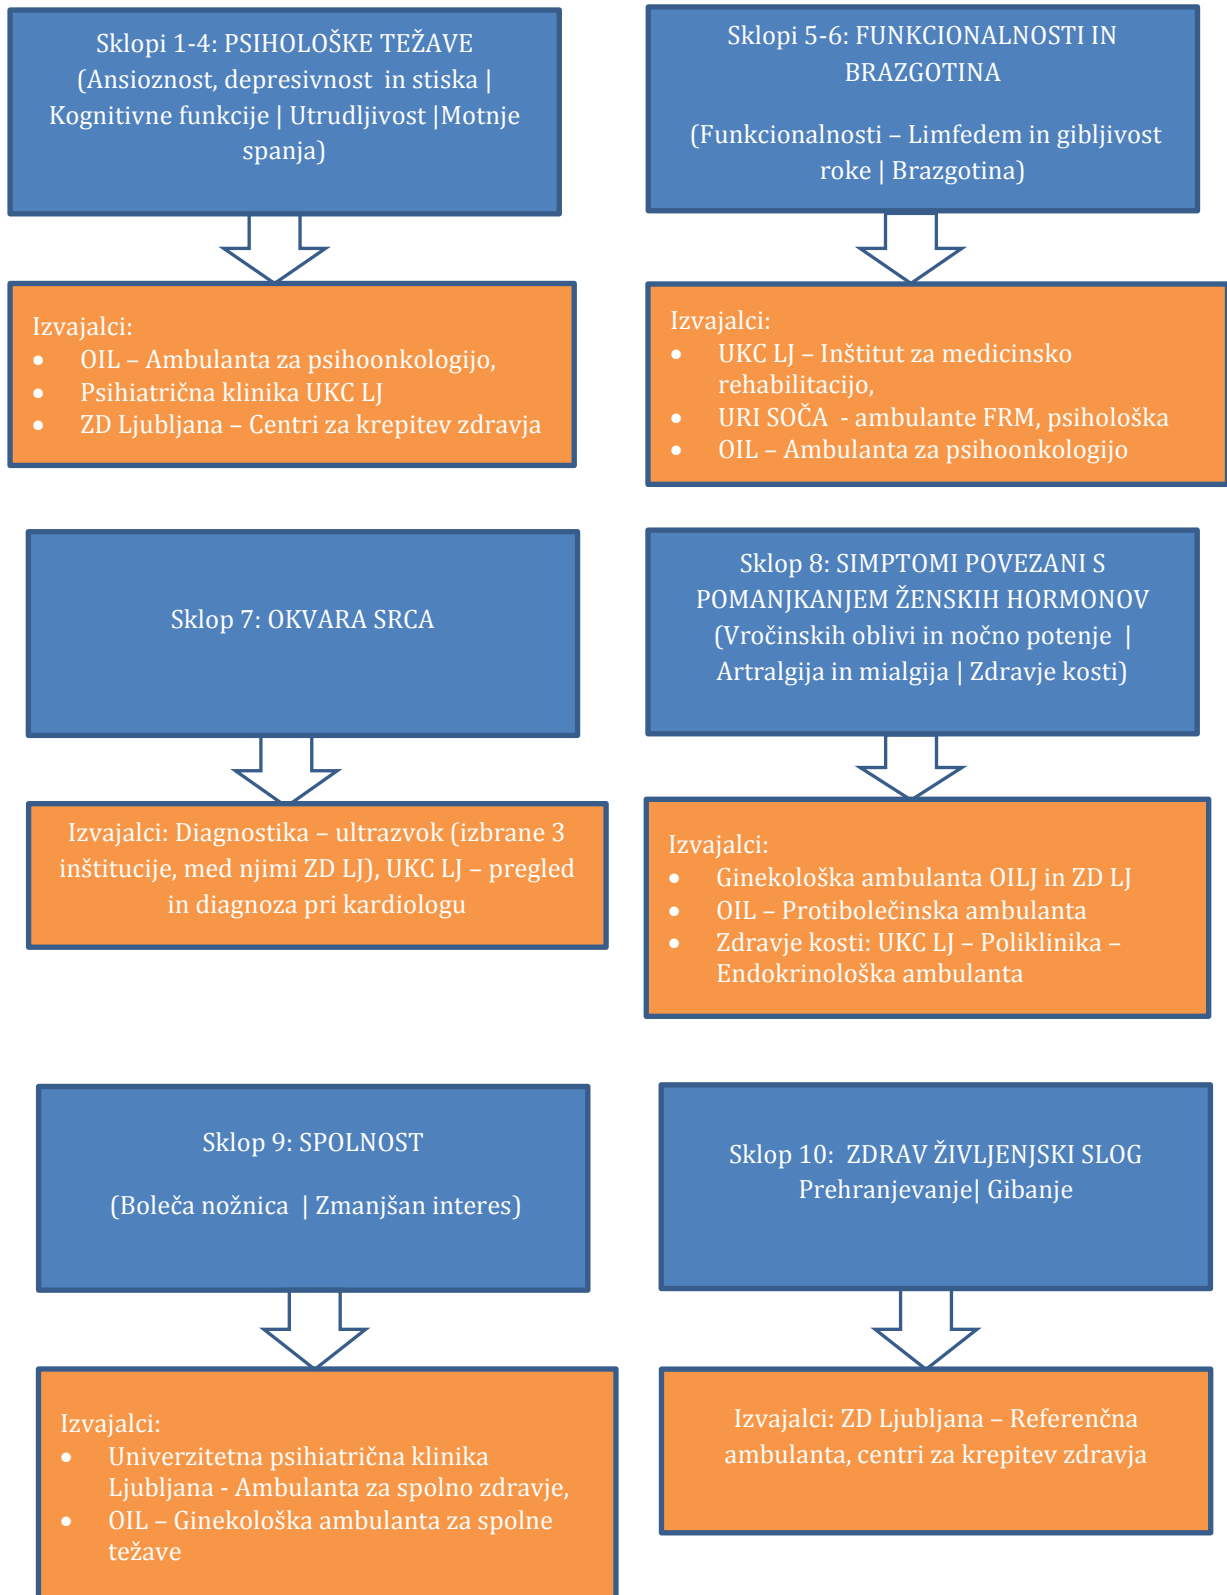 Sklopi 1-4: PSIHOLOŠKE TEŽAVE
(Ansioznost, depresivnost in stiska |
Kognitivne funkcije | Utrudljivost |Motnje
spanja)
Izvajalci:
• OIL – Ambulanta za psihoonkologijo,
• Psihiatrična klinika UKC LJ
• ZD Ljubljana – Centri za krepitev zdravja
Sklopi 5-6: FUNKCIONALNOSTI IN
BRAZGOTINA
(Funkcionalnosti – Limfedem in gibljivost
roke | Brazgotina)
Izvajalci:
• UKC LJ – Inštitut za medicinsko
rehabilitacijo,
• URI SOČA - ambulante FRM, psihološka
• OIL – Ambulanta za psihoonkologijo
Sklop 7: OKVARA SRCA
Izvajalci: Diagnostika – ultrazvok (izbrane 3
inštitucije, med njimi ZD LJ), UKC LJ – pregled
in diagnoza pri kardiologu
Sklop 8: SIMPTOMI POVEZANI S
POMANJKANJEM ŽENSKIH HORMONOV
(Vročinskih oblivi in nočno potenje |
Artralgija in mialgija | Zdravje kosti)
Izvajalci:
• Ginekološka ambulanta OILJ in ZD LJ
• OIL – Protibolečinska ambulanta
• Zdravje kosti: UKC LJ – Poliklinika –
Endokrinološka ambulanta
Sklop 9: SPOLNOST
(Boleča nožnica | Zmanjšan interes)
Izvajalci:
• Univerzitetna psihiatrična klinika
Ljubljana - Ambulanta za spolno zdravje,
• OIL – Ginekološka ambulanta za spolne
težave
Sklop 10: ZDRAV ŽIVLJENJSKI SLOG
Prehranjevanje| Gibanje
Izvajalci: ZD Ljubljana – Referenčna
ambulanta, centri za krepitev zdravja